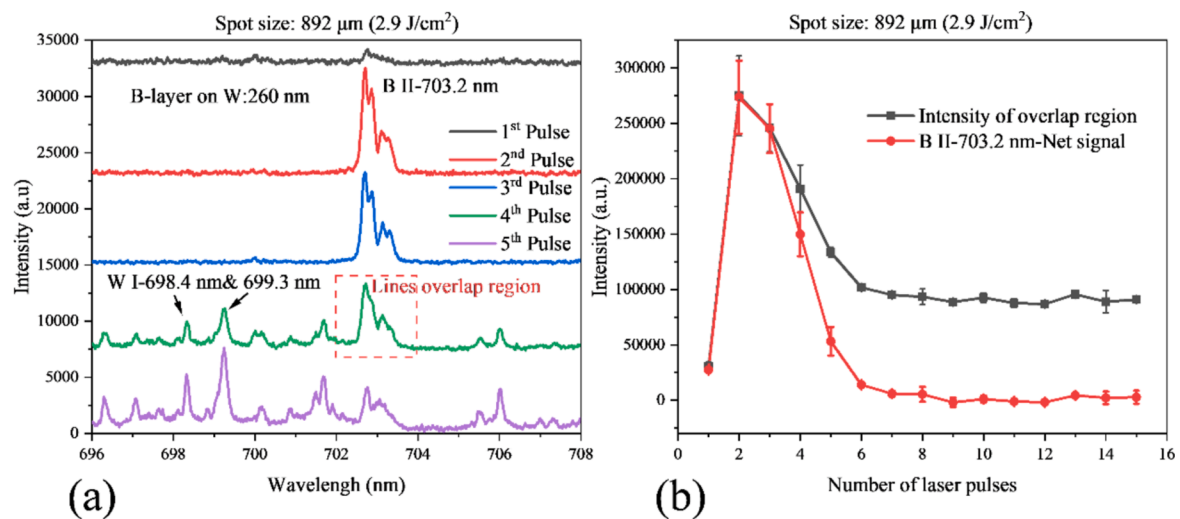 Spot size: 892 μm (2.9 J/cm²)
35000
30000
25000
20000
15000
10000
5000
0
Intensity (a.u)
B-layer on W:260 nm
B II-703.2 nm
1st Pulse
2nd Pulse
3rd Pulse
4th Pulse
5th Pulse
W I-698.4 nm& 699.3 nm
Lines overlap region
696
698
700
702
704
706
708
Wavelengh (nm)
(a)
Spot size: 892 μm (2.9 J/cm²)
300000
250000
200000
150000
100000
50000
0
Intensity (a.u.)
Intensity of overlap region
B II-703.2 nm-Net signal
0
2
4
6
8
10
12
14
16
Number of laser pulses
(b)